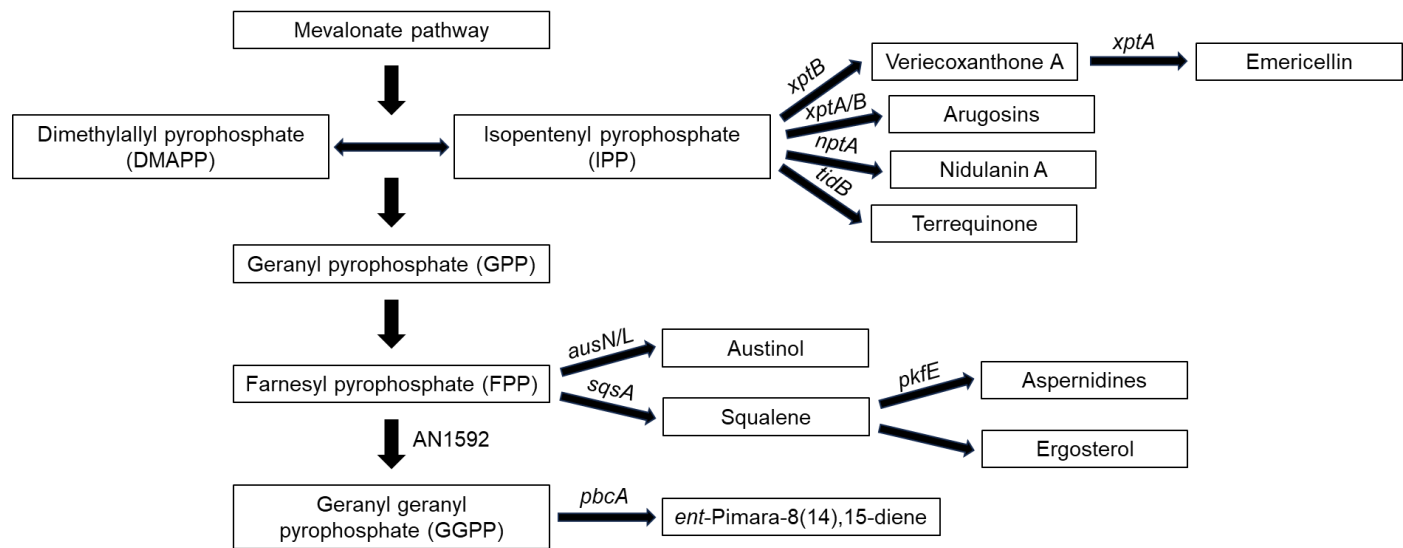 Mevalonate pathway
xptB
Veriecoxanthone A
xptA
Emericellin
Dimethylallyl pyrophosphate
(DMAPP)
Isopentenyl pyrophosphate
(IPP)
xptA/B
Arugosins
nptA
Nidulanin A
tidB
Terrequinone
Geranyl pyrophosphate (GPP)
ausN/L
Austinol
Farnesyl pyrophosphate (FPP)
sqsA
Squalene
pkfE
Aspernidines
Ergosterol
AN1592
Geranyl geranyl
pyrophosphate (GGPP)
pbcA
ent-Pimara-8(14),15-diene